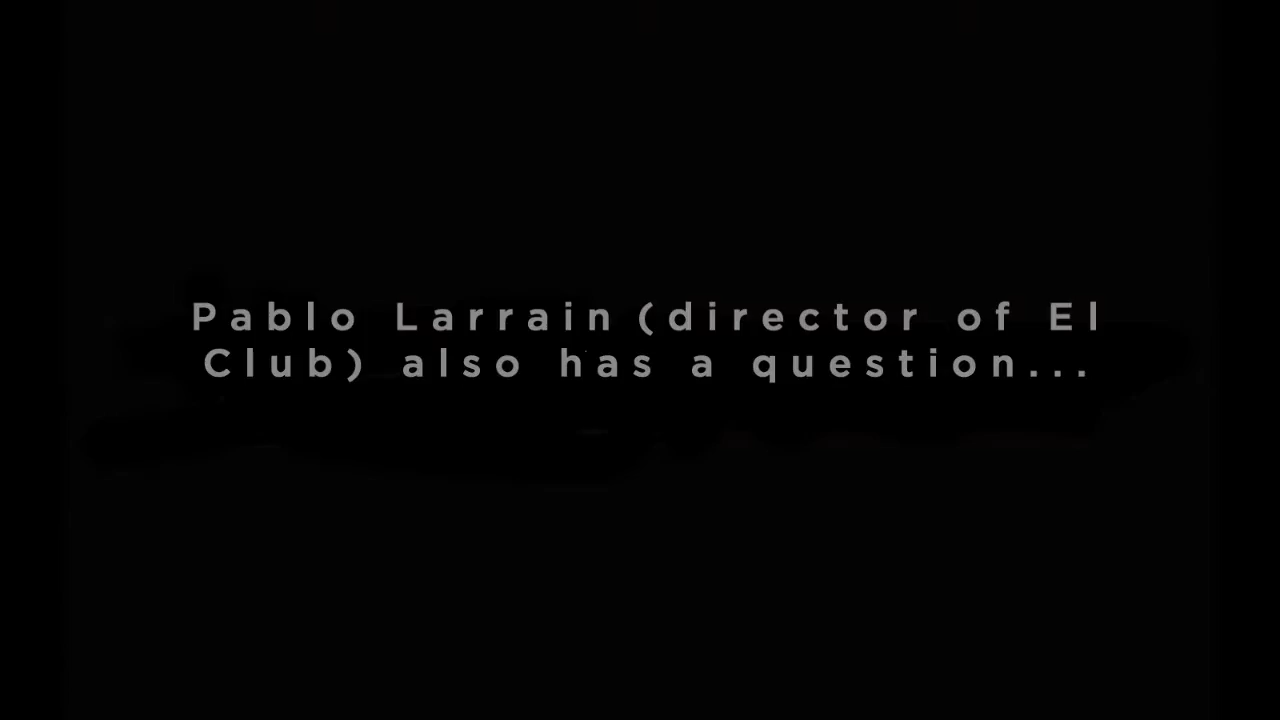 Pablo Larrain (director of El
Club) also has a question...